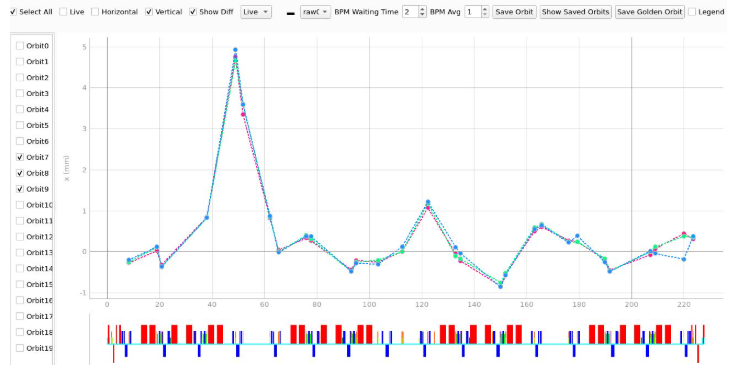 Select All Live Horizontal Vertical Show Diff Live rawO BPM Waiting Time 2 BPM Avg 1 Save Orbit Show Saved Orbits Save Golden Orbit Legend
Orbit0
Orbit1
Orbit2
Orbit3
Orbit4
Orbit5
Orbit6
Orbit7
Orbit8
Orbit9
Orbit10
Orbit11
Orbit12
Orbit13
Orbit14
Orbit15
Orbit16
Orbit17
Orbit18
Orbit19
x (mm)
5
4
3
2
1
0
-1
0 20 40 60 80 100 120 140 160 180 200 220